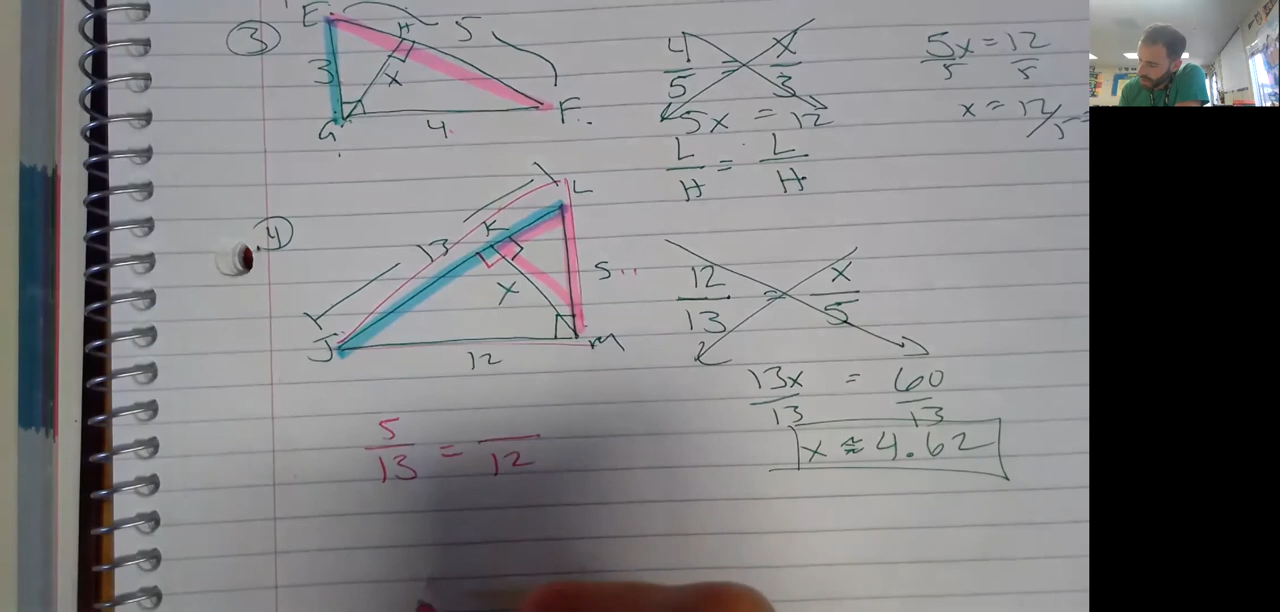 ③
E
H
5
3
x
G
4
F
4/5 = x/3
5x = 12
L/H = L/H
5x/5 = 12/5
x = 12/5
④
L
K
13
5
x
J
12
M
12/13 = x/5
13x/13 = 60/13
x ≈ 4.62
5/13 = /12